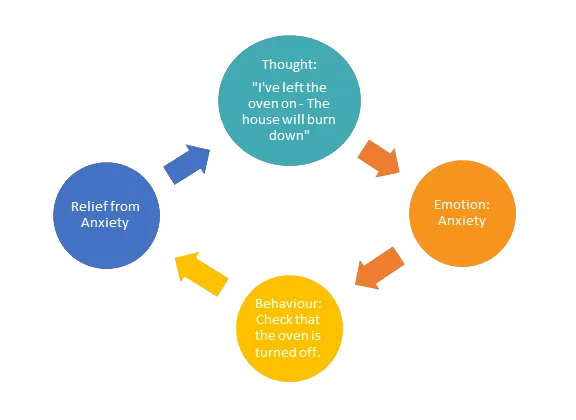 Thought:
"I've left the
oven on - The
house will burn
down"
Emotion:
Anxiety
Behaviour:
Check that
the oven is
turned off.
Relief from
Anxiety